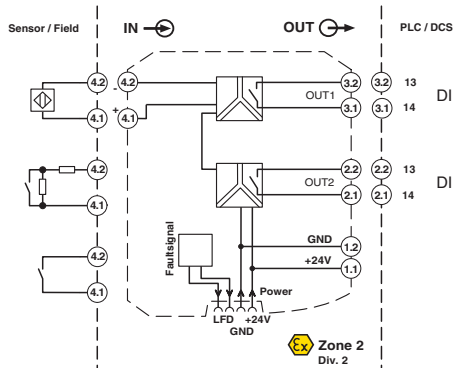 Sensor / Field IN OUT PLC / DCS
4.2 4.2 - 3.2 3.2 13
OUT1 DI
4.1 + 4.1 3.1 3.1 14
4.2 2.2 2.2 13
OUT2 DI
4.1 2.1 2.1 14
Faultsignal
GND 1.2
4.2
+24V 1.1
4.1
Power
LFD +24V
GND
Ex Zone 2
Div. 2